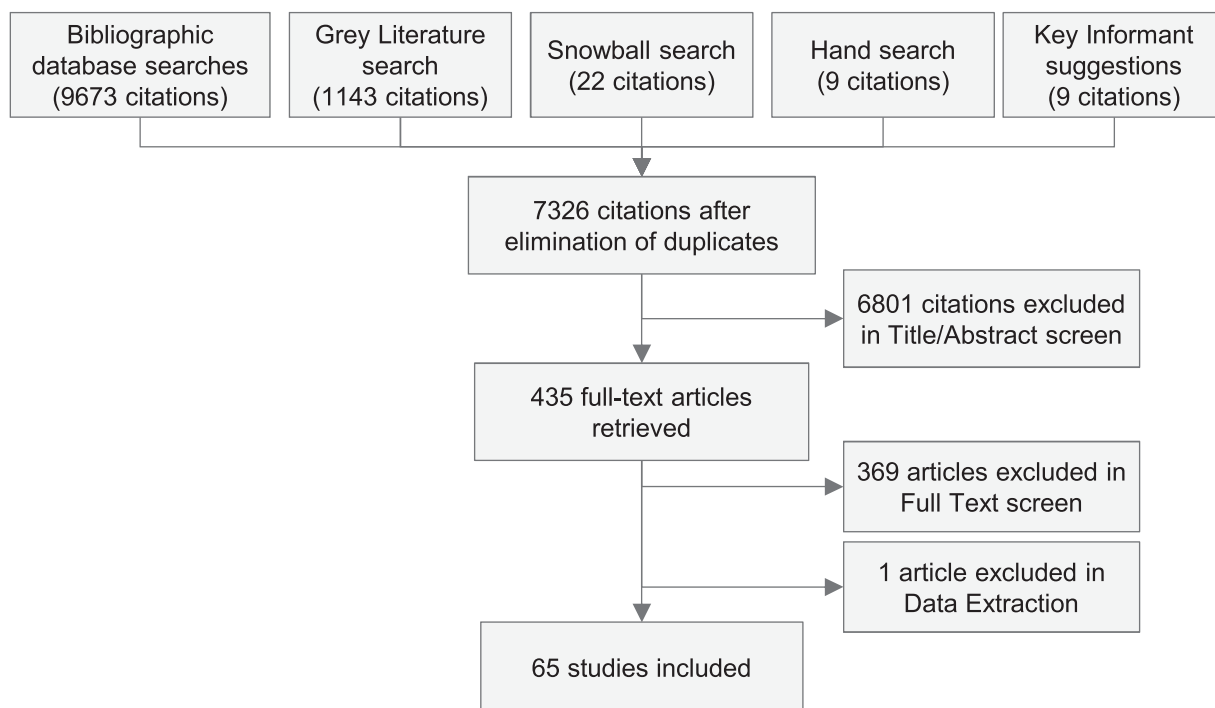 Bibliographic
database searches
(9673 citations)
Grey Literature
search
(1143 citations)
Snowball search
(22 citations)
Hand search
(9 citations)
Key Informant
suggestions
(9 citations)
7326 citations after
elimination of duplicates
6801 citations excluded
in Title/Abstract screen
435 full-text articles
retrieved
369 articles excluded in
Full Text screen
1 article excluded in
Data Extraction
65 studies included